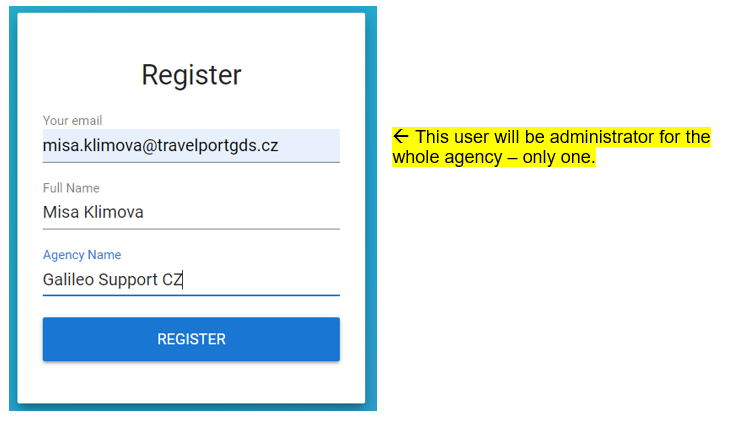 Register
Your email
misa.klimova@travelportgds.cz
← This user will be administrator for the
whole agency – only one.
Full Name
Misa Klimova
Agency Name
Galileo Support CZ
REGISTER